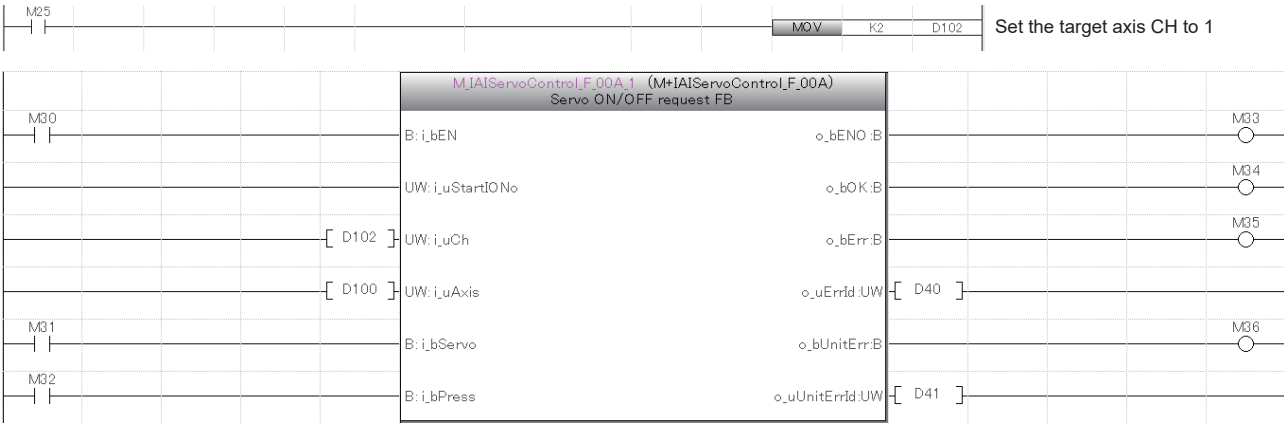 M25
MOV K2 D102 Set the target axis CH to 1
M_IAIServoControl_F_00A_1 (M+IAIServoControl_F_00A)
Servo ON/OFF request FB
M30 M33
B: i_bEN o_bENO :B
M34
UW: i_uStartIONo o_bOK :B
M35
D102 UW: i_uCh o_bErr:B
D100 UW: i_uAxis o_uErrId :UW D40
M31 M36
B: i_bServo o_bUnitErr:B
M32
B: i_bPress o_uUnitErrId :UW D41